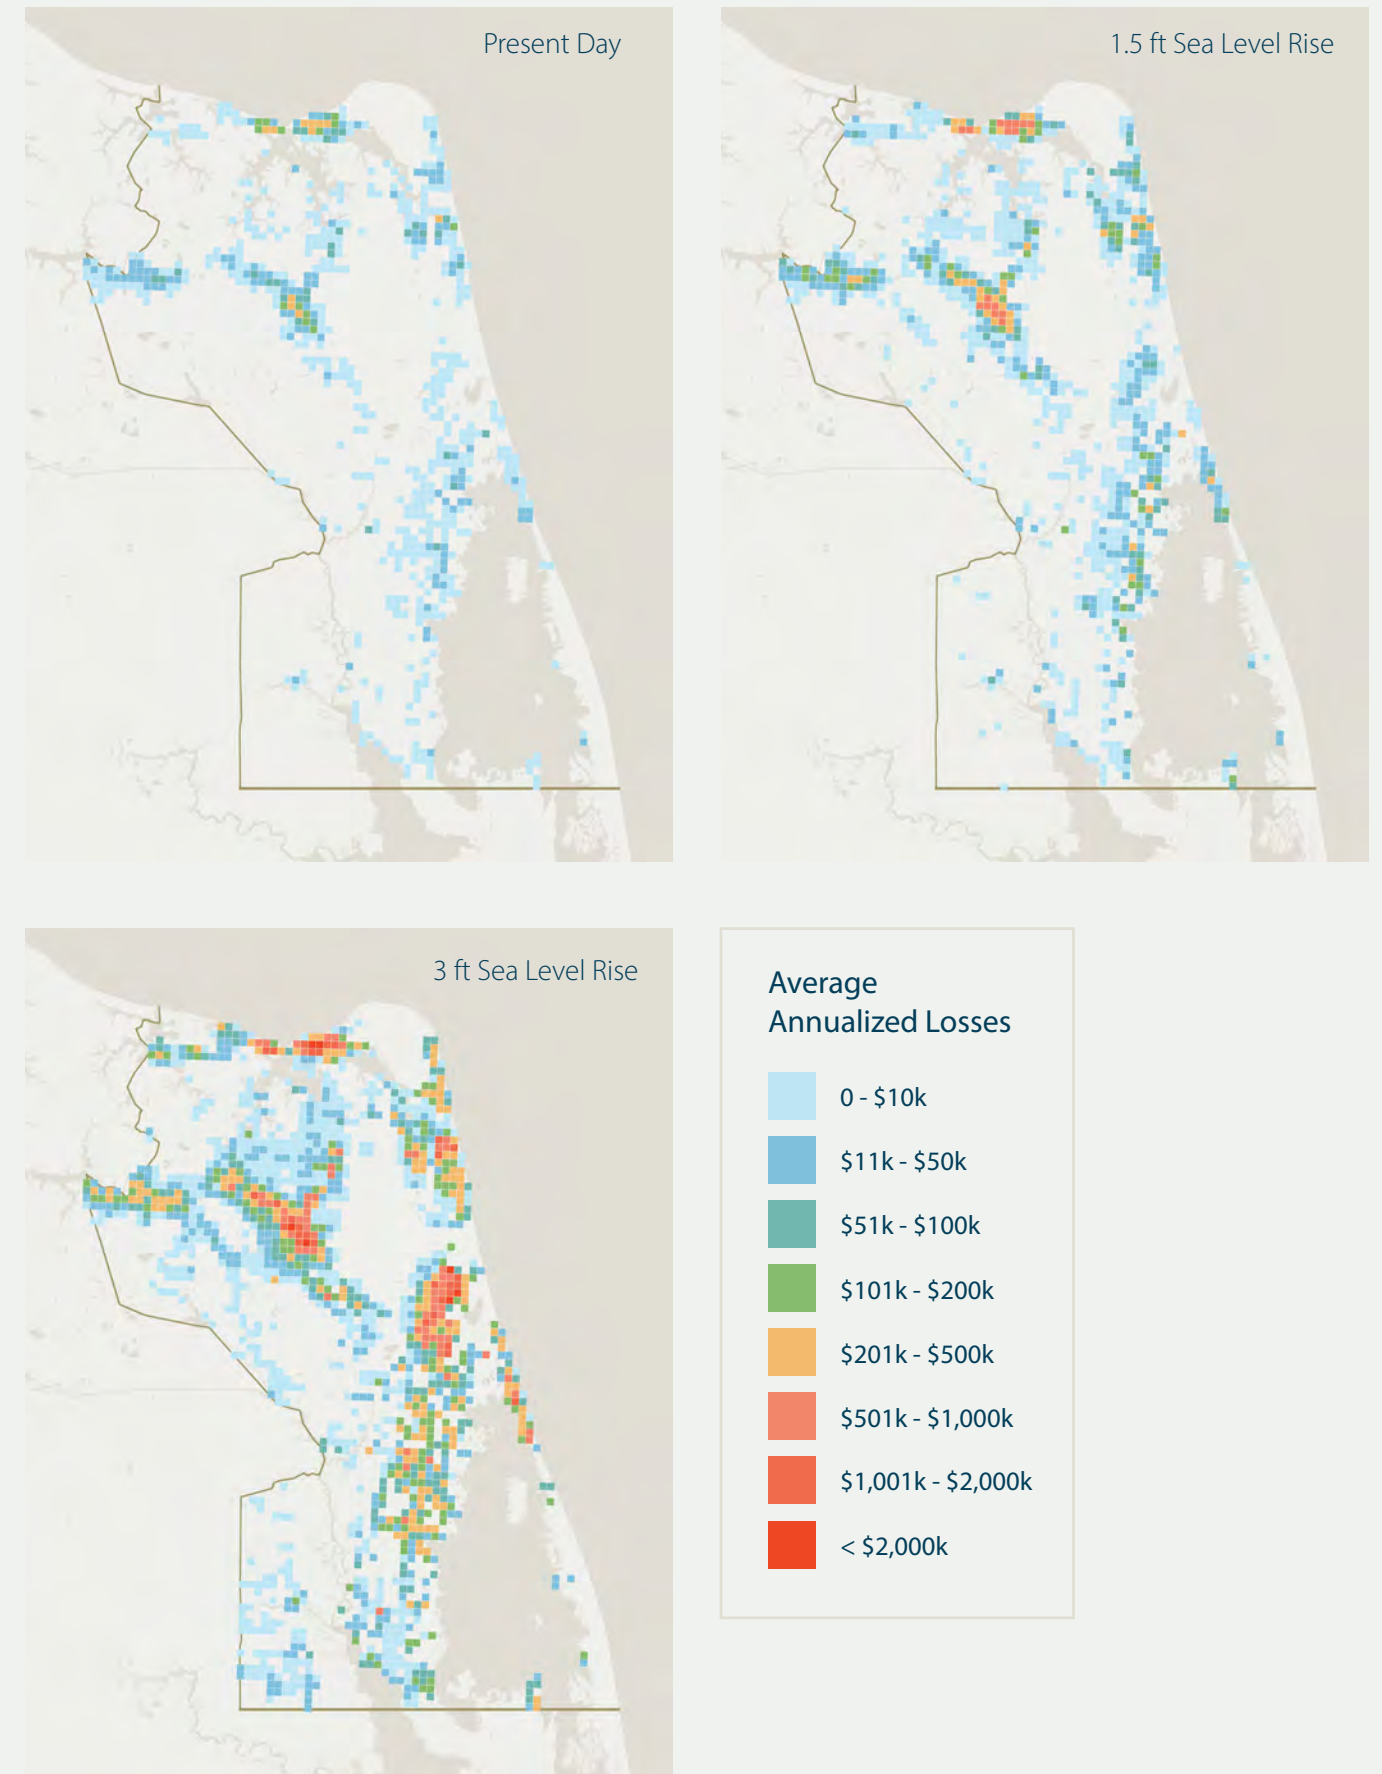 Present Day
1.5 ft Sea Level Rise
3 ft Sea Level Rise
Average
Annualized Losses
0 - $10k
$11k - $50k
$51k - $100k
$101k - $200k
$201k - $500k
$501k - $1,000k
$1,001k - $2,000k
< $2,000k